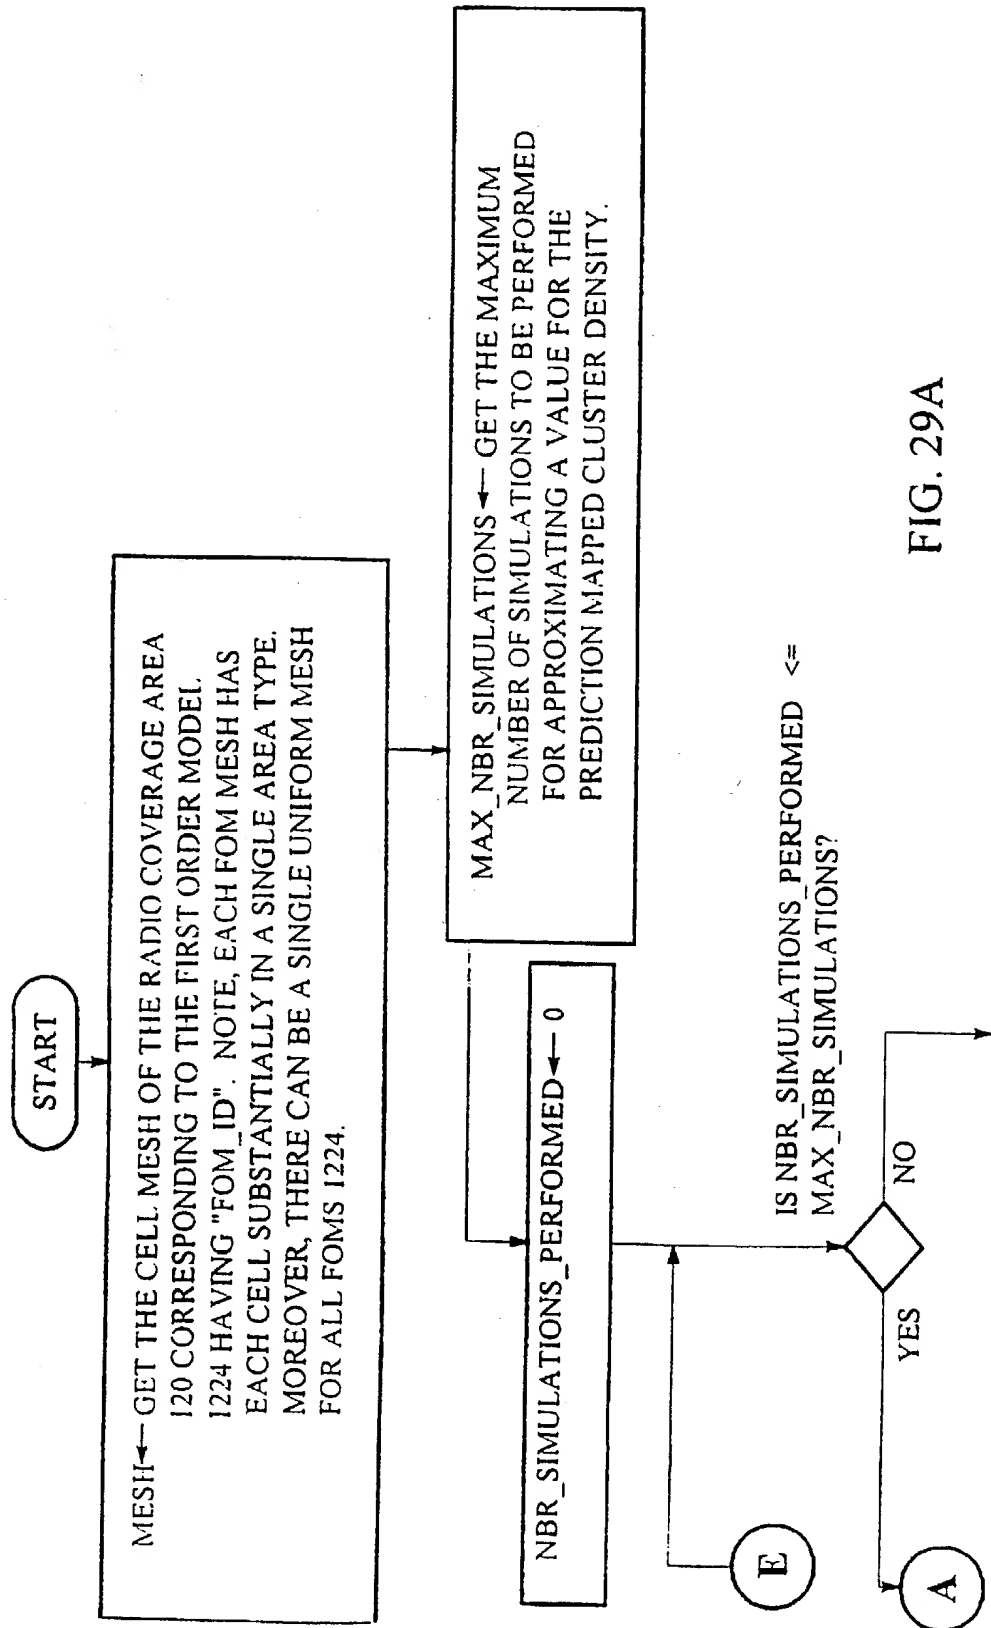 START
MESH ← GET THE CELL MESH OF THE RADIO COVERAGE AREA
120 CORRESPONDING TO THE FIRST ORDER MODEL
1224 HAVING "FOM_ID". NOTE, EACH FOM MESH HAS
EACH CELL SUBSTANTIALLY IN A SINGLE AREA TYPE.
MOREOVER, THERE CAN BE A SINGLE UNIFORM MESH
FOR ALL FOMS 1224.
MAX_NBR_SIMULATIONS ← GET THE MAXIMUM
NUMBER OF SIMULATIONS TO BE PERFORMED
FOR APPROXIMATING A VALUE FOR THE
PREDICTION MAPPED CLUSTER DENSITY.
NBR_SIMULATIONS_PERFORMED ← 0
E
IS NBR_SIMULATIONS_PERFORMED <=
MAX_NBR_SIMULATIONS?
YES
NO
A
FIG. 29A